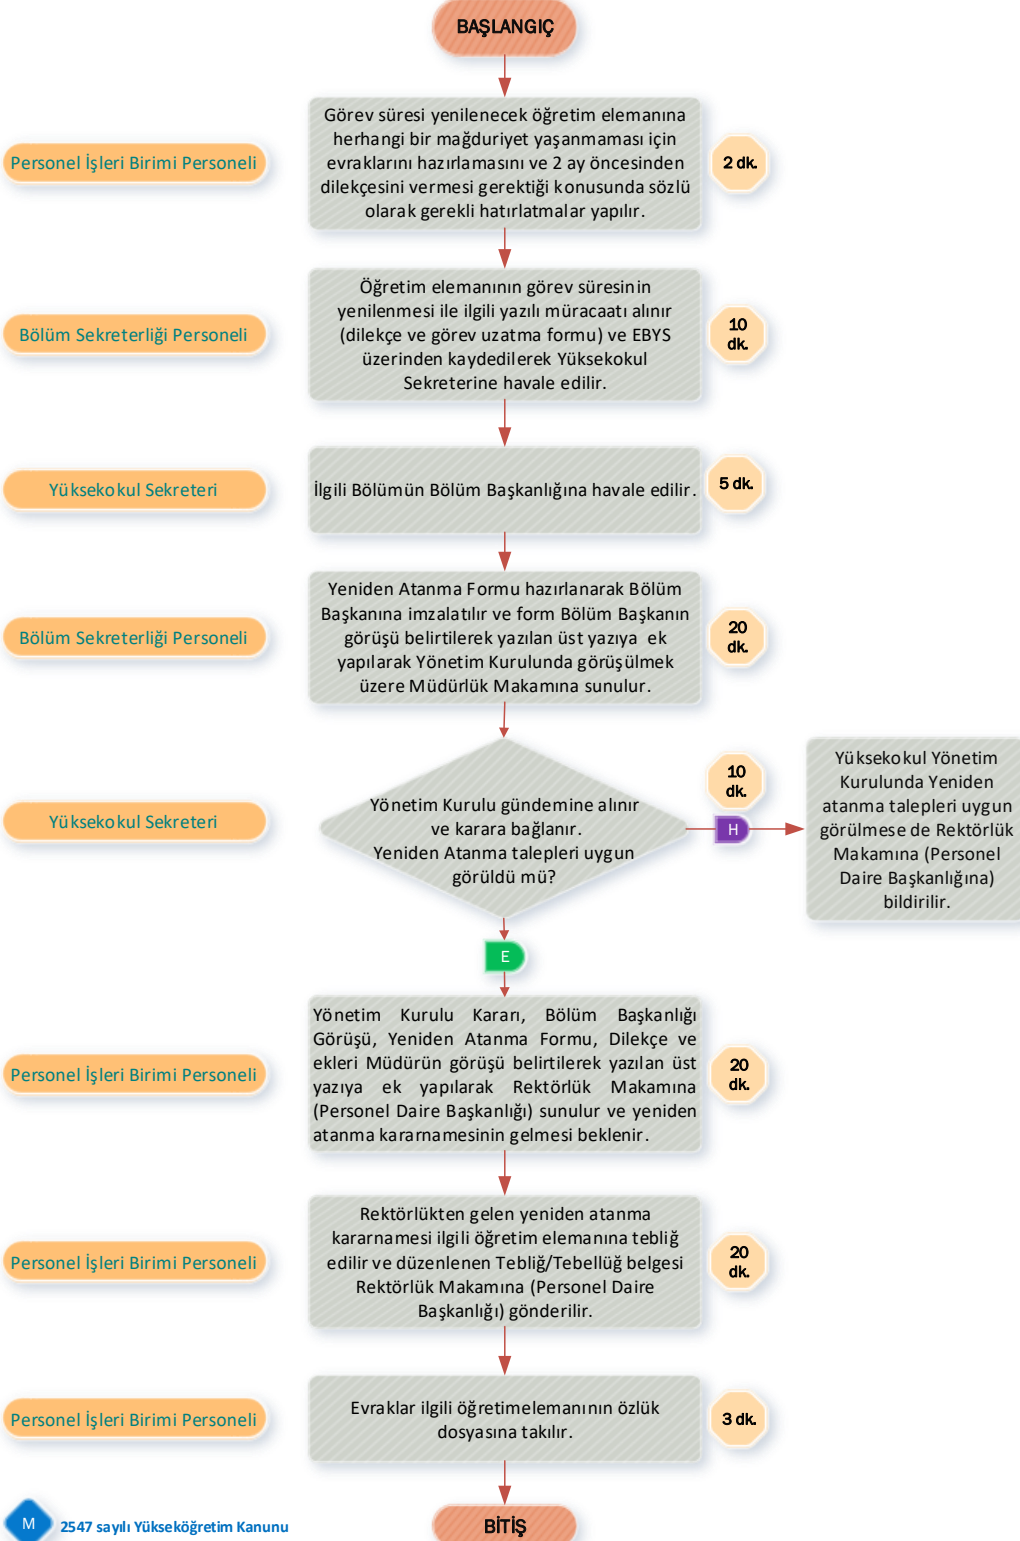 BAŞLANGIÇ
Personel İşleri Birimi Personeli
Görev süresi yenilenecek öğretim elemanına
herhangi bir mağduriyet yaşanmaması için
evraklarını hazırlamasını ve 2 ay öncesinden
dilekçesini vermesi gerektiği konusunda sözlü
olarak gerekli hatırlatmalar yapılır.
2 dk.
Bölüm Sekreterliği Personeli
Öğretim elemanının görev süresinin
yenilenmesi ile ilgili yazılı müracaatı alınır
(dilekçe ve görev uzatma formu) ve EBYS
üzerinden kaydedilerek Yüksekokul
Sekreterine havale edilir.
10
dk.
Yüksekokul Sekreteri
İlgili Bölümün Bölüm Başkanlığına havale edilir.
5 dk.
Bölüm Sekreterliği Personeli
Yeniden Atanma Formu hazırlanarak Bölüm
Başkanına imzalatılır ve form Bölüm Başkanın
görüşü belirtilerek yazılan üst yazıya ek
yapılarak Yönetim Kurulunda görüşülmek
üzere Müdürlük Makamına sunulur.
20
dk.
Yüksekokul Sekreteri
Yönetim Kurulu gündemine alınır
ve karara bağlanır.
Yeniden Atanma talepleri uygun
görüldü mü?
10
dk.
H
Yüksekokul Yönetim
Kurulunda Yeniden
atanma talepleri uygun
görülmese de Rektörlük
Makamına (Personel
Daire Başkanlığına)
bildirilir.
E
Personel İşleri Birimi Personeli
Yönetim Kurulu Kararı, Bölüm Başkanlığı
Görüşü, Yeniden Atanma Formu, Dilekçe ve
ekleri Müdürün görüşü belirtilerek yazılan üst
yazıya ek yapılarak Rektörlük Makamına
(Personel Daire Başkanlığı) sunulur ve yeniden
atanma kararnamesinin gelmesi beklenir.
20
dk.
Personel İşleri Birimi Personeli
Rektörlükten gelen yeniden atanma
kararnamesi ilgili öğretim elemanına tebliğ
edilir ve düzenlenen Tebliğ/Tebellüğ belgesi
Rektörlük Makamına (Personel Daire
Başkanlığı) gönderilir.
20
dk.
Personel İşleri Birimi Personeli
Evraklar ilgili öğretimelemanının özlük
dosyasına takılır.
3 dk.
M
2547 sayılı Yükseköğretim Kanunu
BİTİŞ